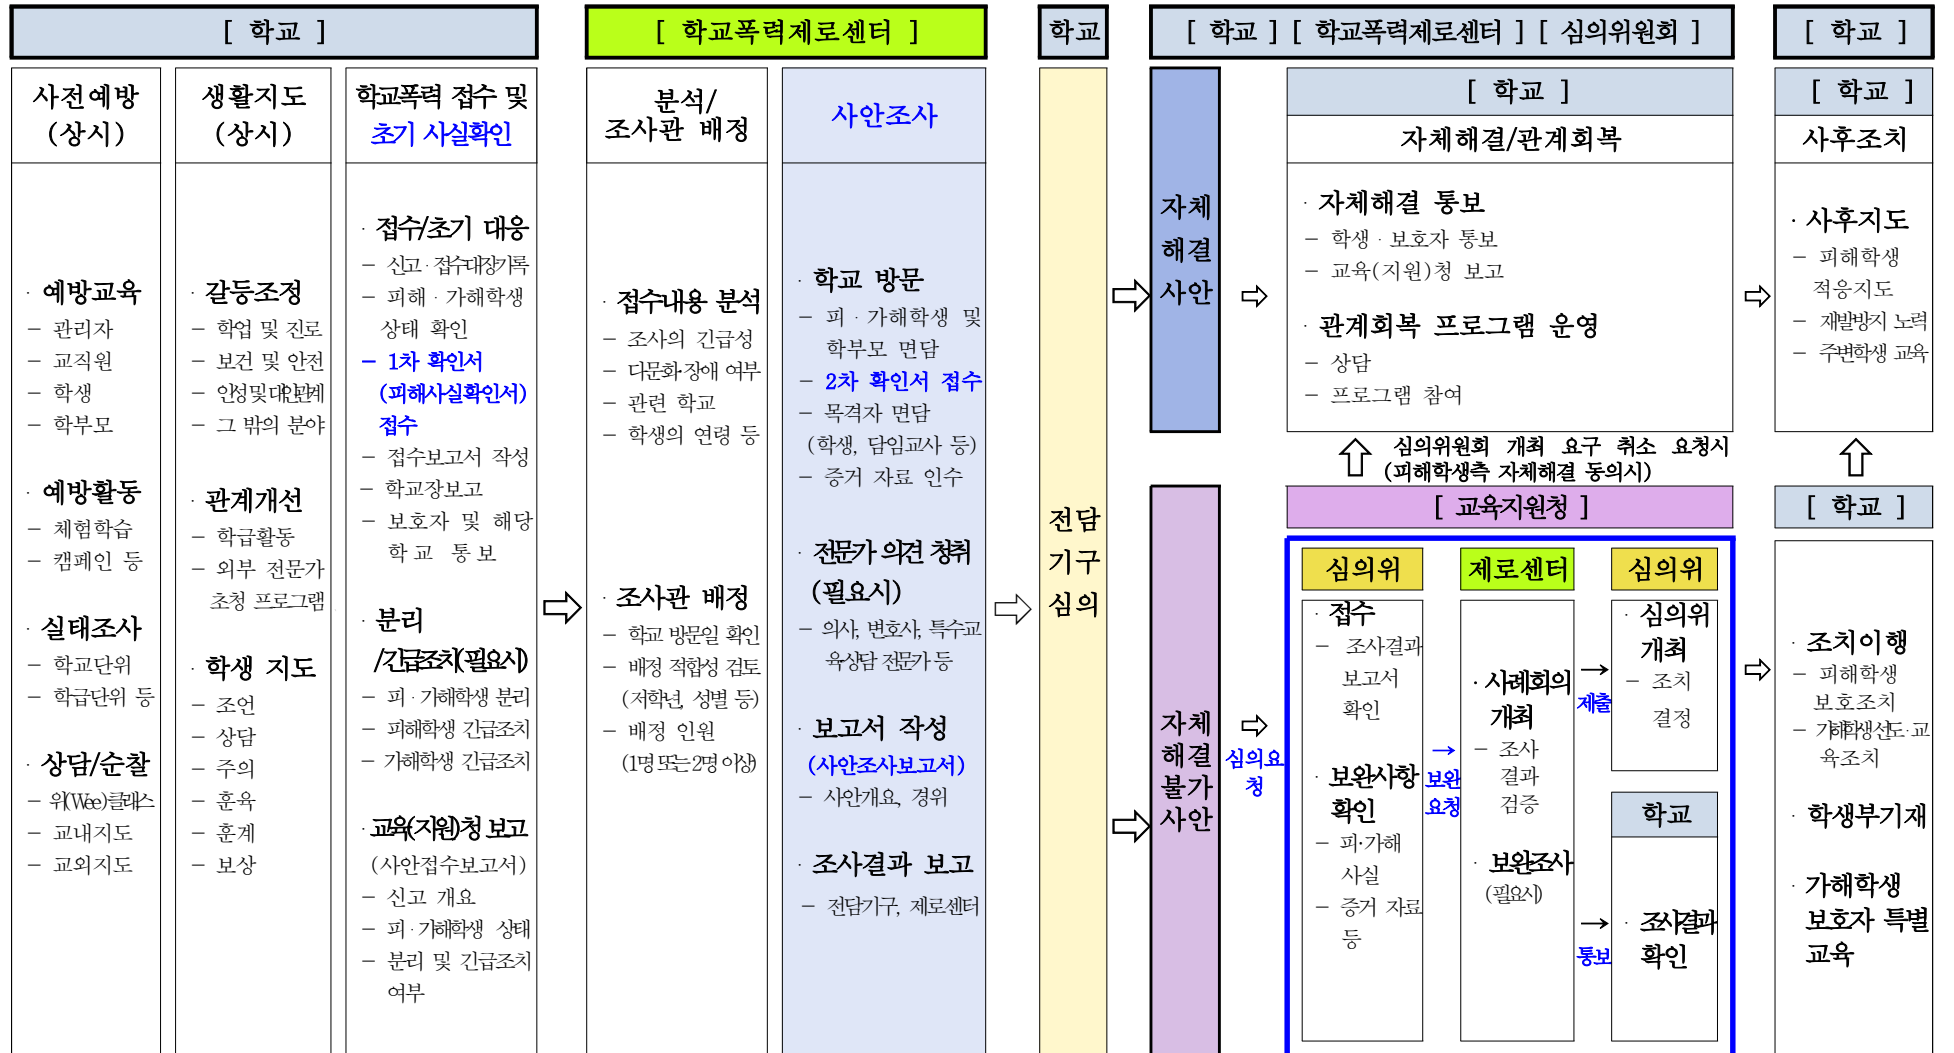 [ 학교 ]
사전예방
(상시)
· 예방교육
– 관리자
– 교직원
– 학생
– 학부모
· 예방활동
– 체험학습
– 캠페인 등
· 실태조사
– 학교단위
– 학급단위 등
· 상담/순찰
– 위(Wee)클래스
– 교내지도
– 교외지도
생활지도
(상시)
· 갈등조정
– 학업 및 진로
– 보건 및 안전
– 인성및대인관계
– 그 밖의 분야
· 관계개선
– 학급활동
– 외부 전문가
초청 프로그램
· 학생 지도
– 조언
– 상담
– 주의
– 훈육
– 훈계
– 보상
학교폭력 접수 및
초기 사실확인
· 접수/초기 대응
– 신고 · 접수대장기록
– 피해 · 가해학생
상태 확인
– 1차 확인서
(피해사실확인서)
접수
– 접수보고서 작성
– 학교장보고
– 보호자 및 해당
학교 통보
· 분리
/긴급조치(필요시)
– 피 · 가해학생 분리
– 피해학생 긴급조치
– 가해학생 긴급조치
· 교육(지원)청 보고
(사안접수보고서)
– 신고 개요
– 피 · 가해학생 상태
– 분리 및 긴급조치
여부
[ 학교폭력제로센터 ]
분석/
조사관 배정
· 접수내용 분석
– 조사의 긴급성
– 다문화·장애 여부
– 관련 학교
– 학생의 연령 등
· 조사관 배정
– 학교 방문일 확인
– 배정 적합성 검토
(저학년, 성별 등)
– 배정 인원
(1명 또는 2명 이상)
사안조사
· 학교 방문
– 피 · 가해학생 및
학부모 면담
– 2차 확인서 접수
– 목격자 면담
(학생, 담임교사 등)
– 증거 자료 인수
· 전문가 의견 청취
(필요시)
– 의사, 변호사, 특수교
육상담 전문가 등
· 보고서 작성
(사안조사보고서)
– 사안개요, 경위
· 조사결과 보고
– 전담기구, 제로센터
학교
전담
기구
심의
[ 학교 ] [ 학교폭력제로센터 ] [ 심의위원회 ]
자체
해결
사안
[ 학교 ]
자체해결/관계회복
· 자체해결 통보
– 학생 · 보호자 통보
– 교육(지원)청 보고
· 관계회복 프로그램 운영
– 상담
– 프로그램 참여
심의위원회 개최 요구 취소 요청시
(피해학생측 자체해결 동의시)
자체
해결
불가
사안
심의요
청
[ 교육지원청 ]
심의위
· 접수
– 조사결과
보고서
확인
· 보완사항
확인
– 피·가해
사실
– 증거 자료
등
→
보완
요청
제로센터
· 사례회의
개최
– 조사
결과
검증
· 보완조사
(필요시)
→
제출
→
통보
심의위
· 심의위
개최
– 조치
결정
학교
· 조사결과
확인
[ 학교 ]
[ 학교 ]
사후조치
· 사후지도
– 피해학생
적응지도
– 재발방지 노력
– 주변학생 교육
[ 학교 ]
· 조치이행
– 피해학생
보호조치
– 가해학생선도·교
육조치
· 학생부기재
· 가해학생
보호자 특별
교육